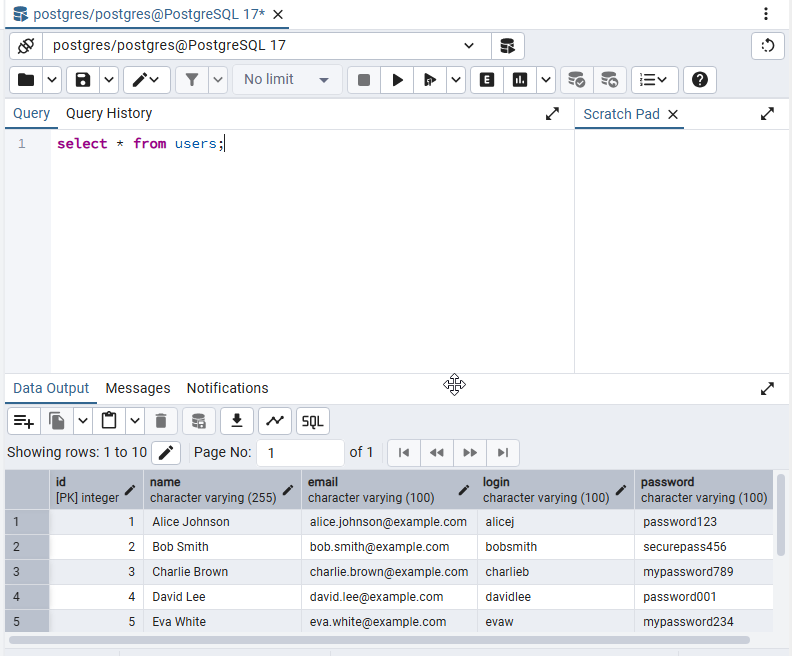 postgres/postgres@PostgreSQL 17*
postgres/postgres@PostgreSQL 17
No limit E
Query Query History Scratch Pad
1 select * from users;
Data Output Messages Notifications
SQL
Showing rows: 1 to 10 Page No: 1 of 1
id name email login password
[PK] integer character varying (255) character varying (100) character varying (100) character varying (100)
1 1 Alice Johnson alice.johnson@example.com alicej password123
2 2 Bob Smith bob.smith@example.com bobsmith securepass456
3 3 Charlie Brown charlie.brown@example.com charlieb mypassword789
4 4 David Lee david.lee@example.com davidlee password001
5 5 Eva White eva.white@example.com evaw mypassword234